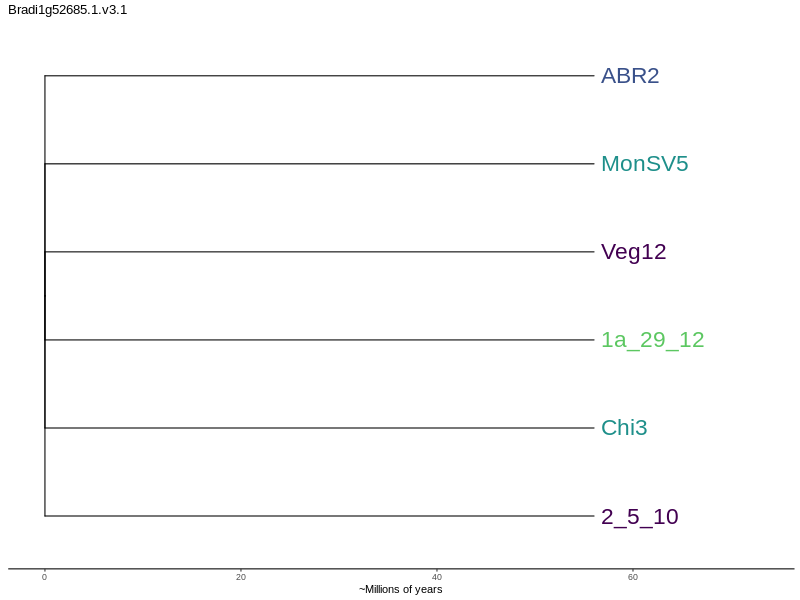 Bradi1g52685.1.v3.1
ABR2
MonSV5
Veg12
1a_29_12
Chi3
2_5_10
0 20 40 60
~Millions of years